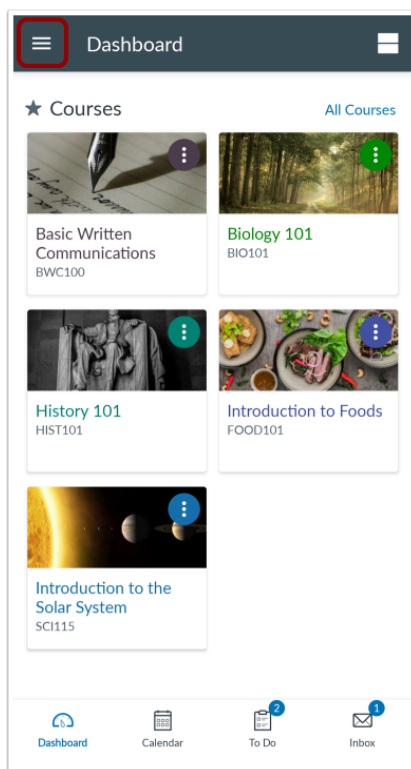 Dashboard
★ Courses
All Courses
Basic Written
Communications
BWC100
Biology 101
BIO101
History 101
HIST101
Introduction to Foods
FOOD101
Introduction to the
Solar System
SCI115
2
1
Dashboard
Calendar
To Do
Inbox